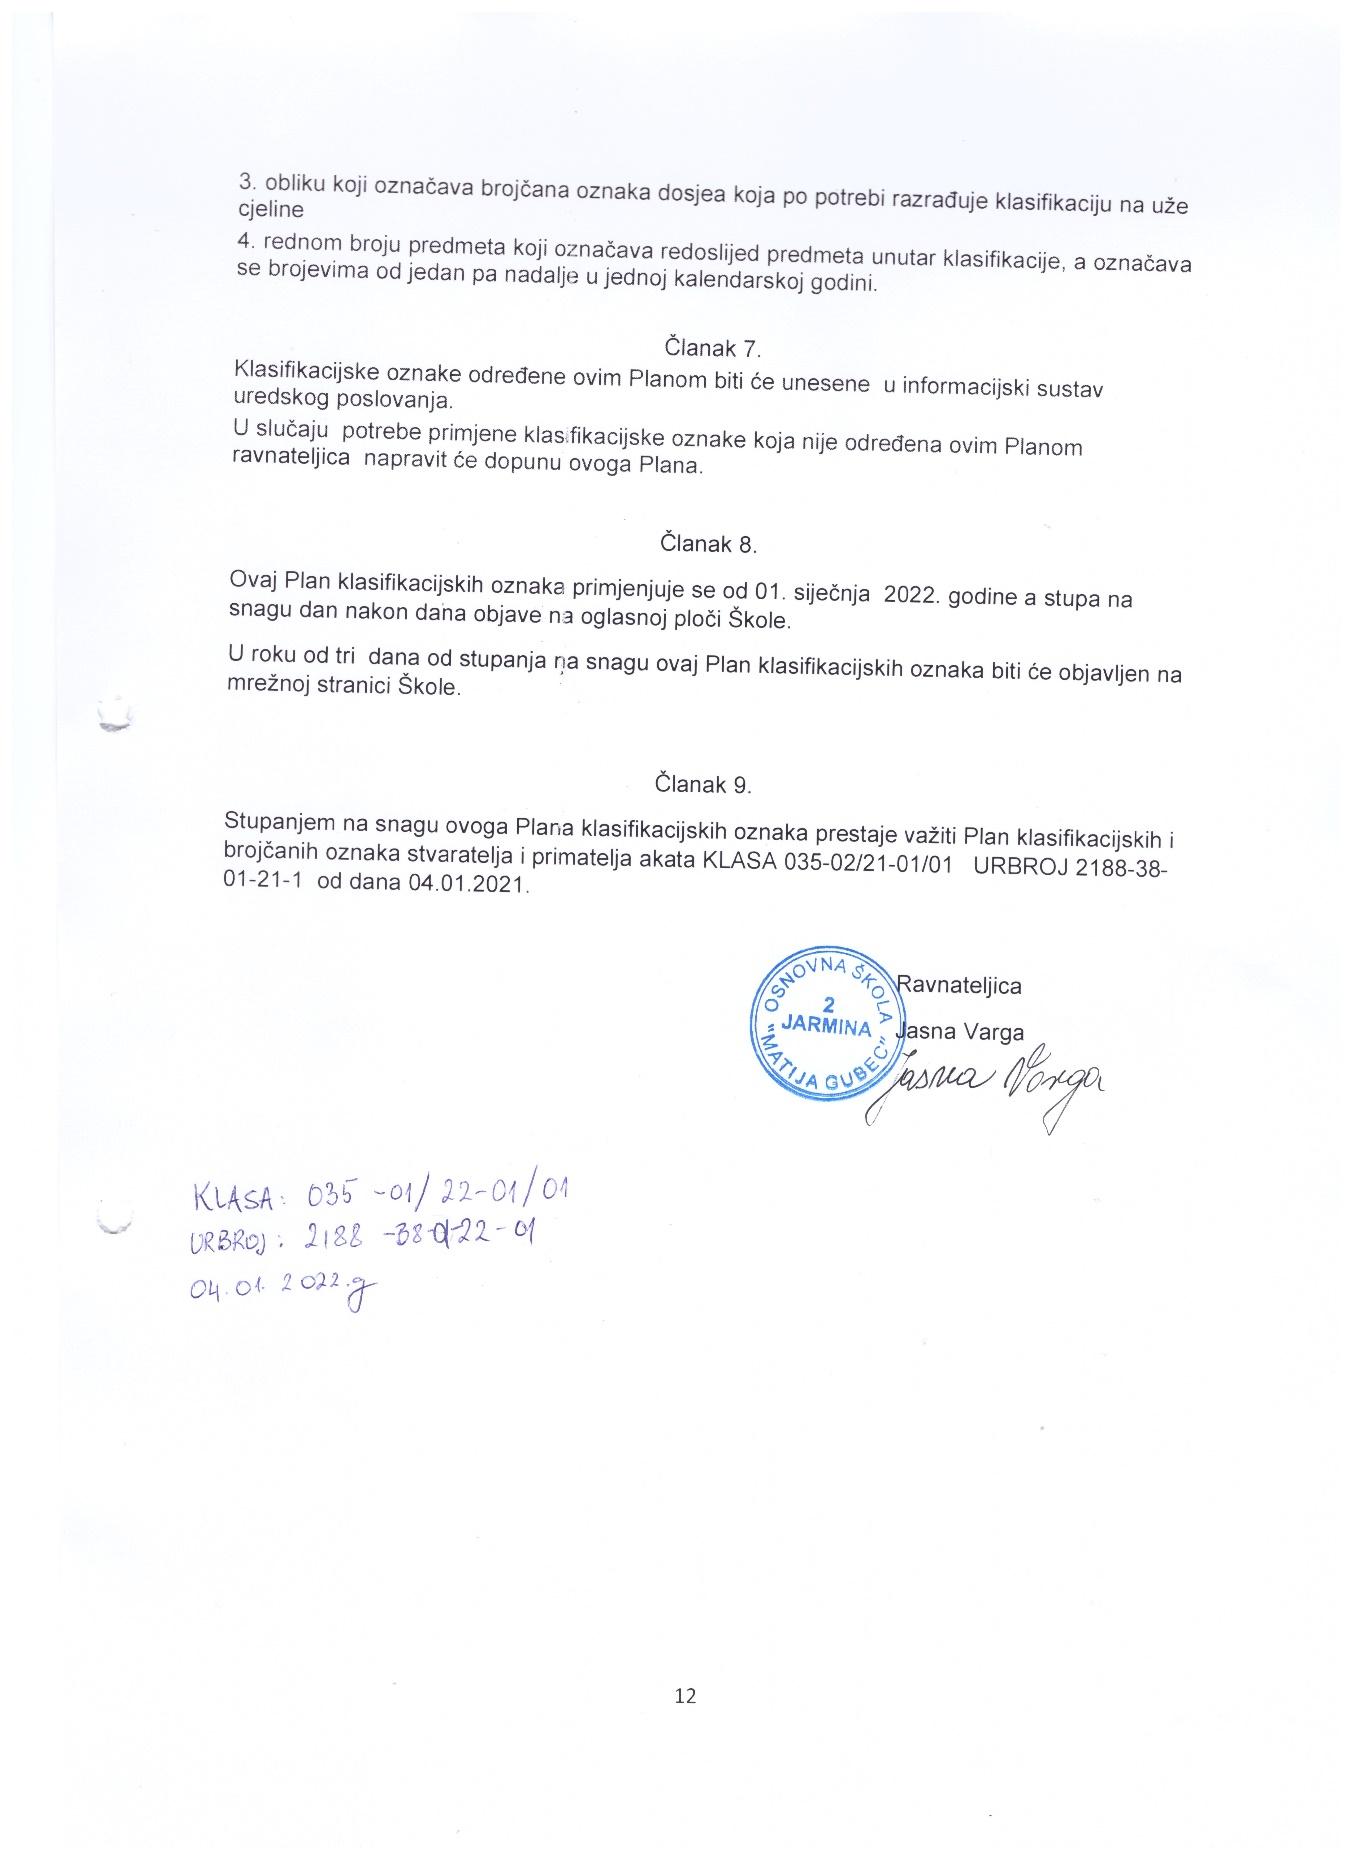 3. obliku koji označava brojčana oznaka dosjea koja po potrebi razrađuje klasifikaciju na uže
cjeline
4. rednom broju predmeta koji označava redoslijed predmeta unutar klasifikacije, a označava
se brojevima od jedan pa nadalje u jednoj kalendarskoj godini.
Članak 7.
Klasifikacijske oznake određene ovim Planom biti će unesene u informacijski sustav
uredskog poslovanja.
U slučaju potrebe primjene klasifikacijske oznake koja nije određena ovim Planom
ravnateljica napravit će dopunu ovoga Plana.
Članak 8.
Ovaj Plan klasifikacijskih oznaka primjenjuje se od 01. siječnja 2022. godine a stupa na
snagu dan nakon dana objave na oglasnoj ploči Škole.
U roku od tri dana od stupanja na snagu ovaj Plan klasifikacijskih oznaka biti će objavljen na
mrežnoj stranici Škole.
Članak 9.
Stupanjem na snagu ovoga Plana klasifikacijskih oznaka prestaje važiti Plan klasifikacijskih i
brojčanih oznaka stvaratelja i primatelja akata KLASA 035-02/21-01/01 URBROJ 2188-38-
01-21-1 od dana 04.01.2021.
OSNOVNA ŠKOLA
2
JARMINA
"MATIJA GUBEC"
Ravnateljica
Jasna Varga
Jasna Varga
KLASA: 035-01/22-01/01
URBROJ: 2188-38-01-22-01
04.01.2022.g
12